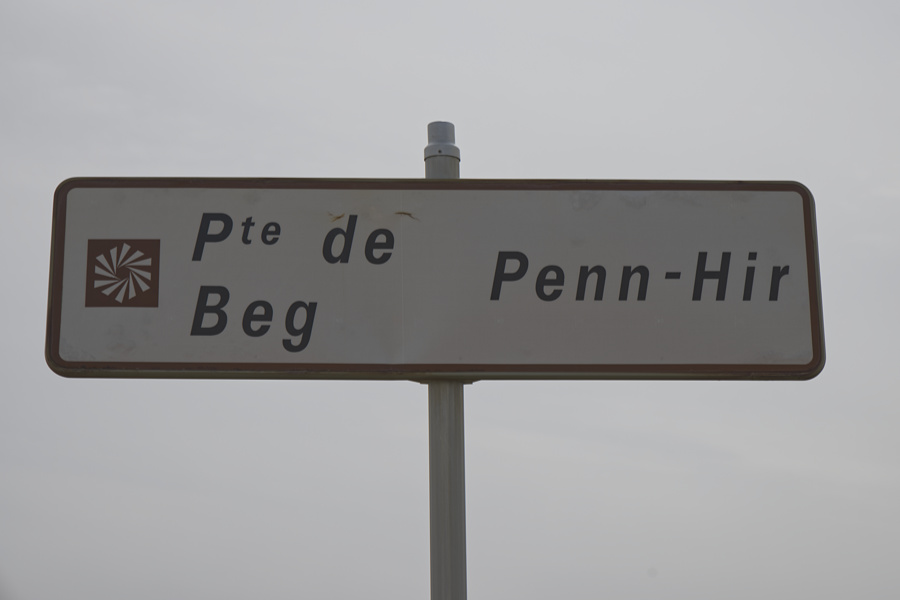 Pte de
Beg
Penn-Hir